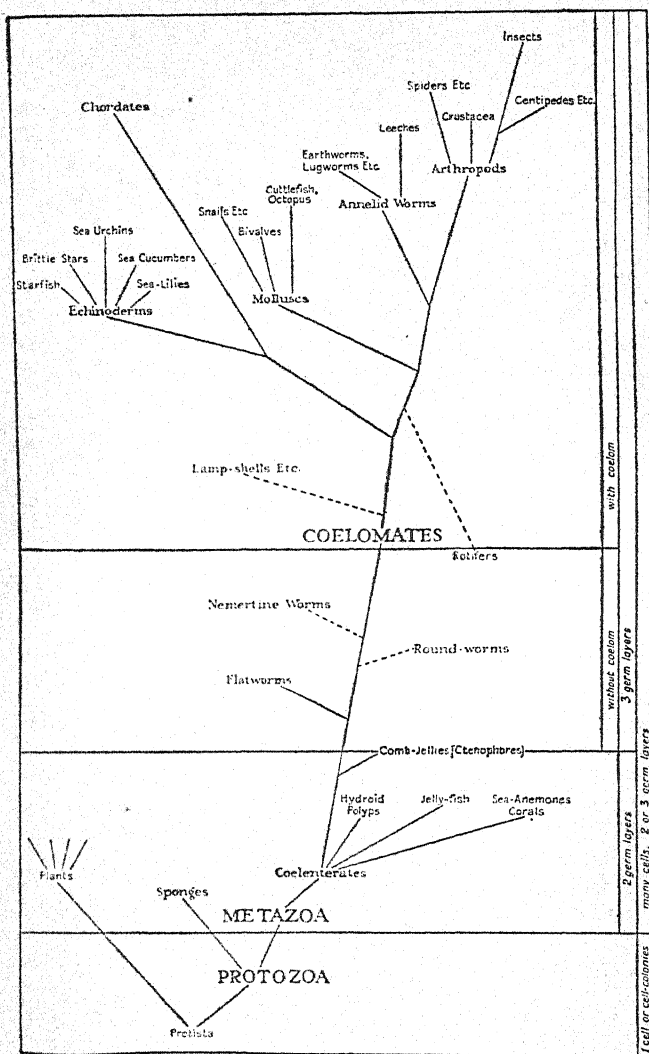 Insects
Spiders Etc
Centipedes Etc.
Chordates
Crustacea
Leeches
Earthworms,
Lugworms Etc.
Arthropods
Cuttlefish,
Octopus
Annelid Worms
Snails Etc
Bivalves
Sea Urchins
Brittle Stars
Sea Cucumbers
Starfish
Sea-Lilies
Echinoderms
Molluscs
Lamp-shells Etc.
COELOMATES
Rotifers
with coelom
Nemertine Worms
Round-worms
Flatworms
without coelom
3 germ layers
Comb-Jellies [Ctenophores]
Hydroid
Polyps
Jelly-fish
Sea-Anemones
Corals
Plants
Coelenterates
Sponges
METAZOA
2 germ layers
many cells. 2 or 3 germ layers
PROTOZOA
Protista
1 cell or cell-colonies